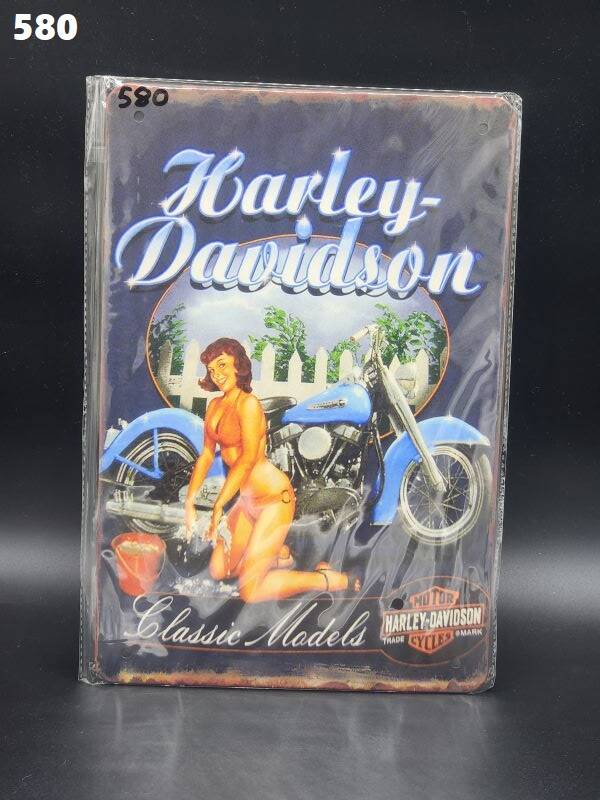 580
580
Harley-
Davidson
Classic Models
MOTOR
HARLEY-DAVIDSON
TRADE CYCLES ®MARK